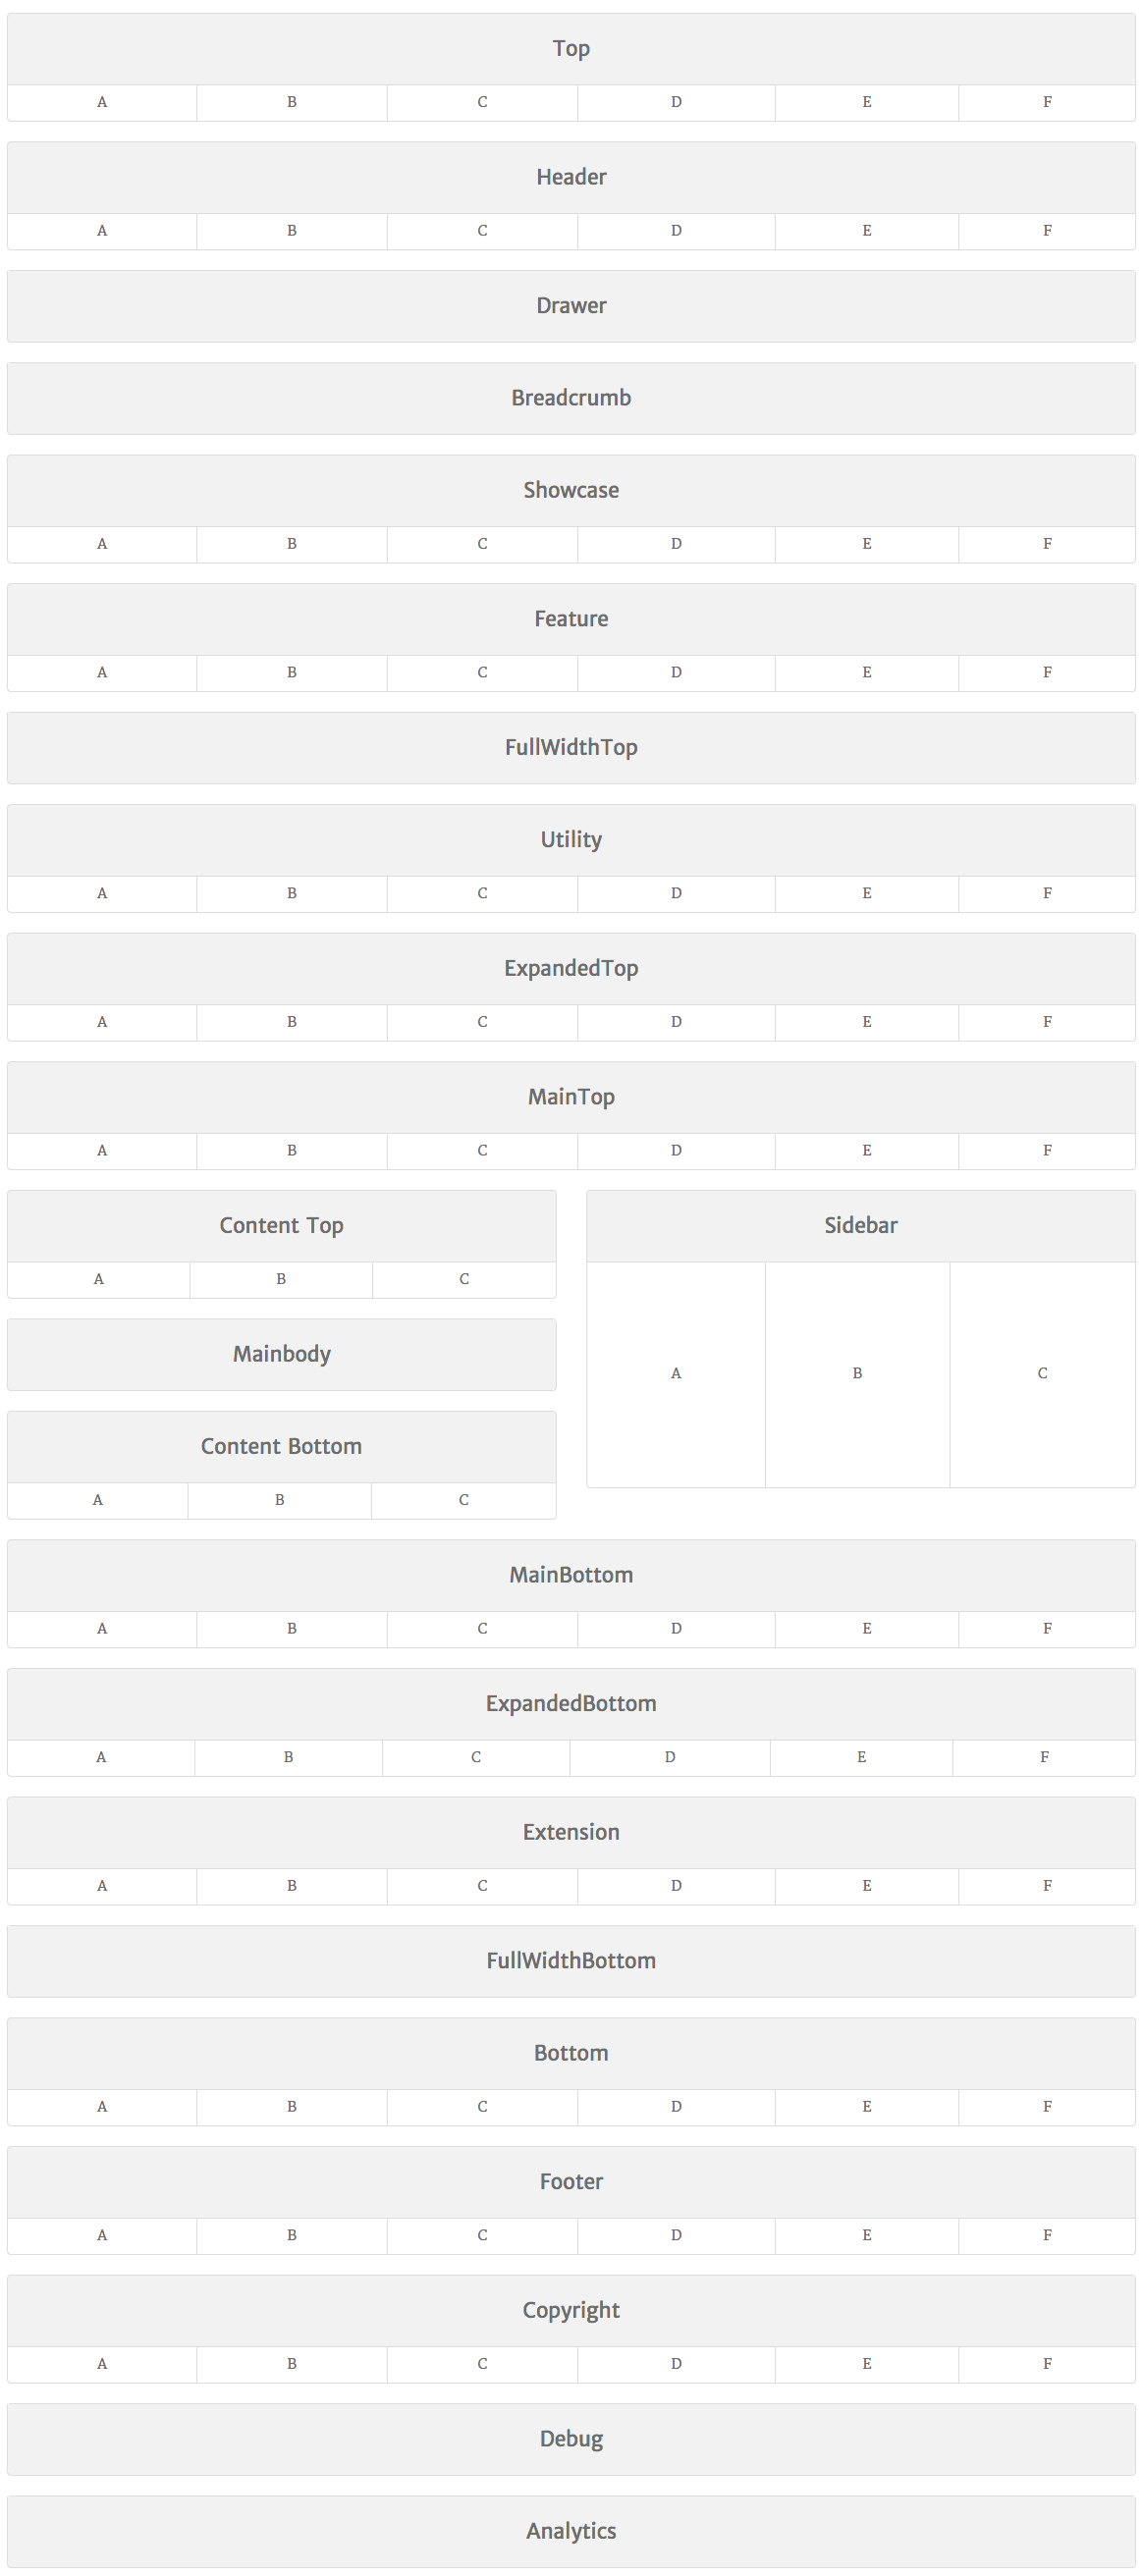 Top
A B C D E F
Header
A B C D E F
Drawer
Breadcrumb
Showcase
A B C D E F
Feature
A B C D E F
FullWidthTop
Utility
A B C D E F
ExpandedTop
A B C D E F
MainTop
A B C D E F
Content Top
A B C
Mainbody
Content Bottom
A B C
Sidebar
A B C
MainBottom
A B C D E F
ExpandedBottom
A B C D E F
Extension
A B C D E F
FullWidthBottom
Bottom
A B C D E F
Footer
A B C D E F
Copyright
A B C D E F
Debug
Analytics